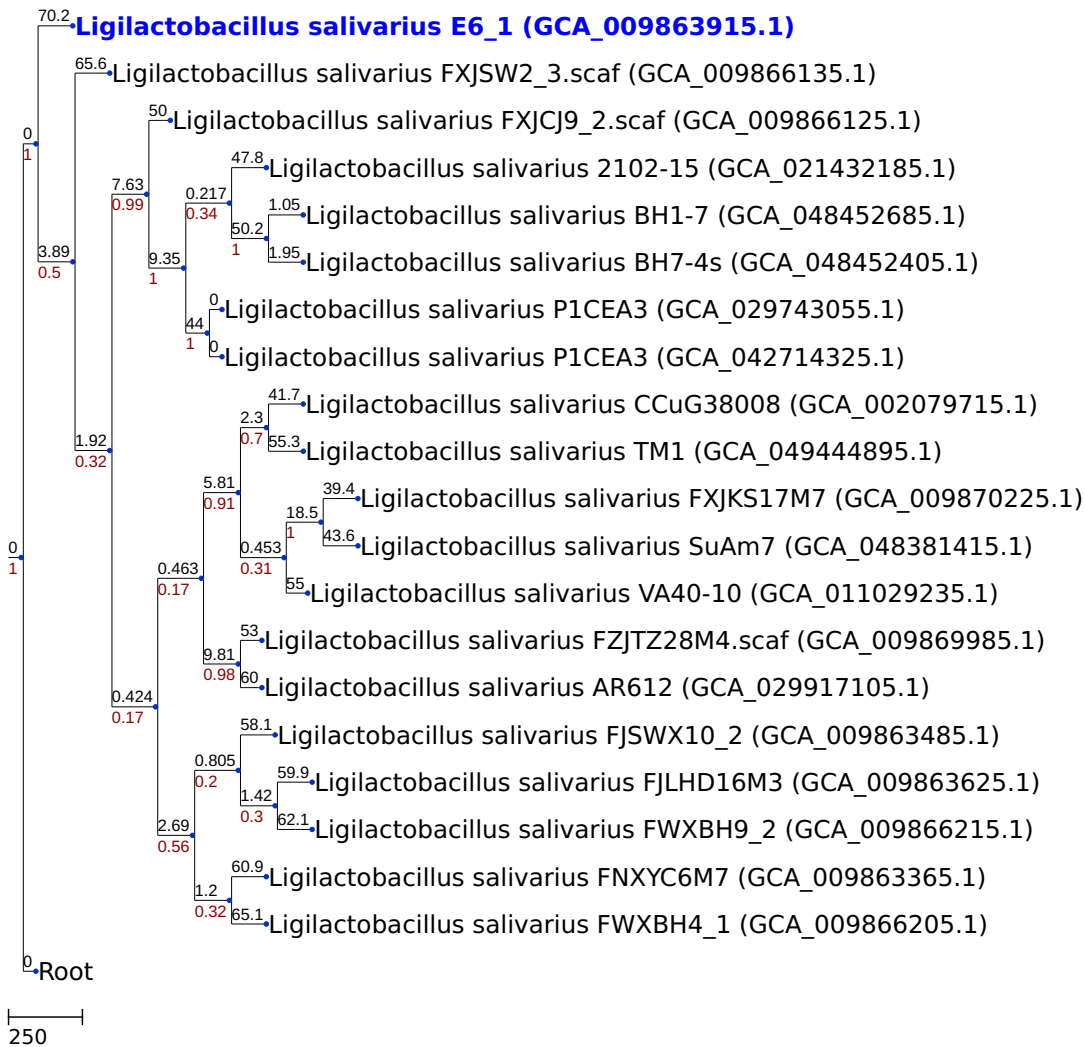 70.2
Ligilactobacillus salivarius E6_1 (GCA_009863915.1)
65.6
Ligilactobacillus salivarius FXJSW2_3.scaf (GCA_009866135.1)
50
Ligilactobacillus salivarius FXJCJ9_2.scaf (GCA_009866125.1)
0
1
47.8
Ligilactobacillus salivarius 2102-15 (GCA_021432185.1)
7.63
0.99
0.217
0.34
1.05
Ligilactobacillus salivarius BH1-7 (GCA_048452685.1)
50.2
1
3.89
0.5
9.35
1
1.95
Ligilactobacillus salivarius BH7-4s (GCA_048452405.1)
0
Ligilactobacillus salivarius P1CEA3 (GCA_029743055.1)
44
1
0
Ligilactobacillus salivarius P1CEA3 (GCA_042714325.1)
41.7
Ligilactobacillus salivarius CCuG38008 (GCA_002079715.1)
2.3
0.7
1.92
0.32
55.3
Ligilactobacillus salivarius TM1 (GCA_049444895.1)
5.81
0.91
39.4
Ligilactobacillus salivarius FXJKS17M7 (GCA_009870225.1)
18.5
1
43.6
Ligilactobacillus salivarius SuAm7 (GCA_048381415.1)
0
1
0.453
0.31
0.463
0.17
55
Ligilactobacillus salivarius VA40-10 (GCA_011029235.1)
53
Ligilactobacillus salivarius FZJTZ28M4.scaf (GCA_009869985.1)
9.81
0.98
60
Ligilactobacillus salivarius AR612 (GCA_029917105.1)
0.424
0.17
58.1
Ligilactobacillus salivarius FJSWX10_2 (GCA_009863485.1)
0.805
0.2
59.9
Ligilactobacillus salivarius FJLHD16M3 (GCA_009863625.1)
1.42
0.3
62.1
Ligilactobacillus salivarius FWXBH9_2 (GCA_009866215.1)
2.69
0.56
60.9
Ligilactobacillus salivarius FNXYC6M7 (GCA_009863365.1)
1.2
0.32
65.1
Ligilactobacillus salivarius FWXBH4_1 (GCA_009866205.1)
0
Root
250